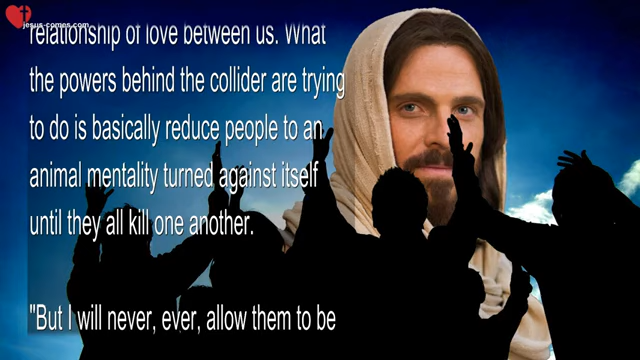 jesus-comes.com
relationship of love between us. What
the powers behind the collider are trying
to do is basically reduce people to an
animal mentality turned against itself
until they all kill one another.
"But I will never, ever, allow them to be